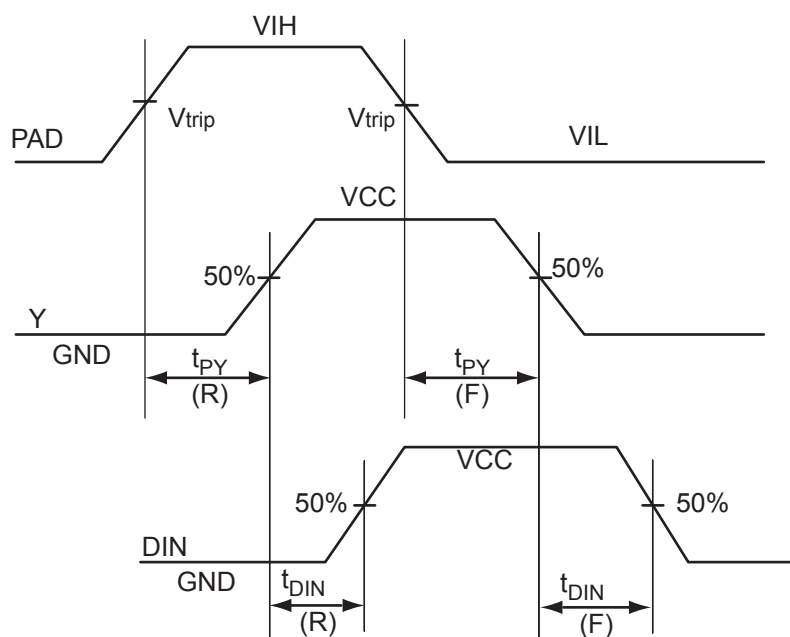 VIH
Vtrip
Vtrip
PAD
VIL
VCC
50%
50%
Y
GND
tPY
(R)
tPY
(F)
VCC
50%
50%
DIN
GND
tDIN
(R)
tDIN
(F)